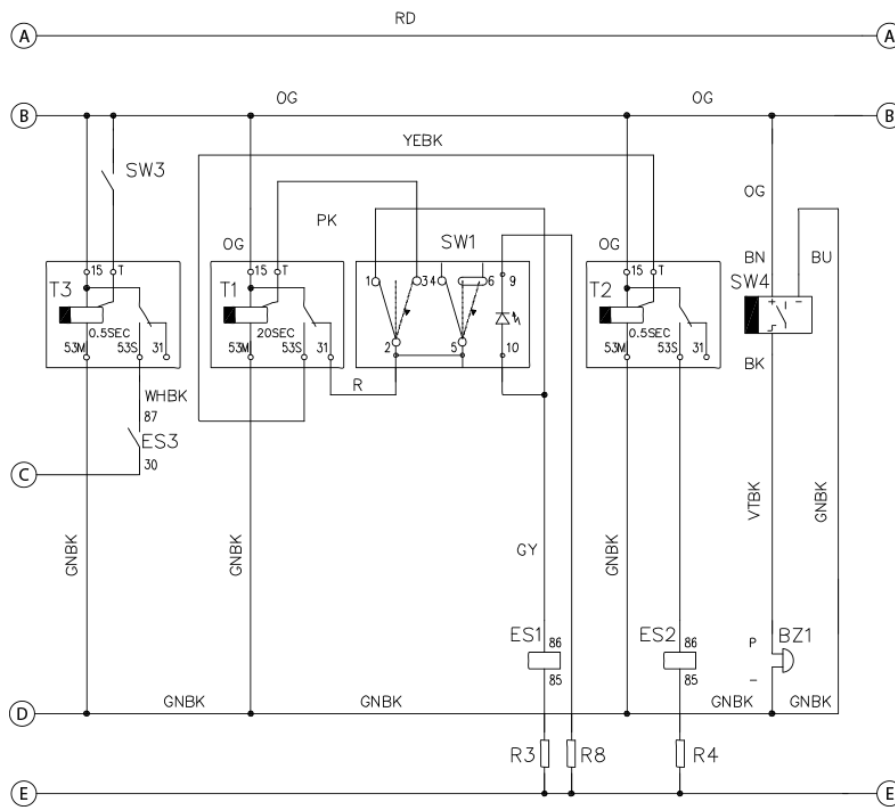 RD
A A
OG OG
B B
YEBK
SW3
OG
PK
SW1
OG OG BN BU
15 T 15 T 1 3 4 6 9 15 T SW4
T3 T1 T2 + −
0.5SEC 20SEC 0.5SEC
53M 53S 31 53M 53S 31 2 5 10 53M 53S 31
BK
R
WHBK
87
ES3
30
C
GNBK GNBK GY GNBK VTBK GNBK
ES1 86 ES2 86 P BZ1
85 85 −
GNBK GNBK GNBK GNBK
D
R3 R8 R4
E E